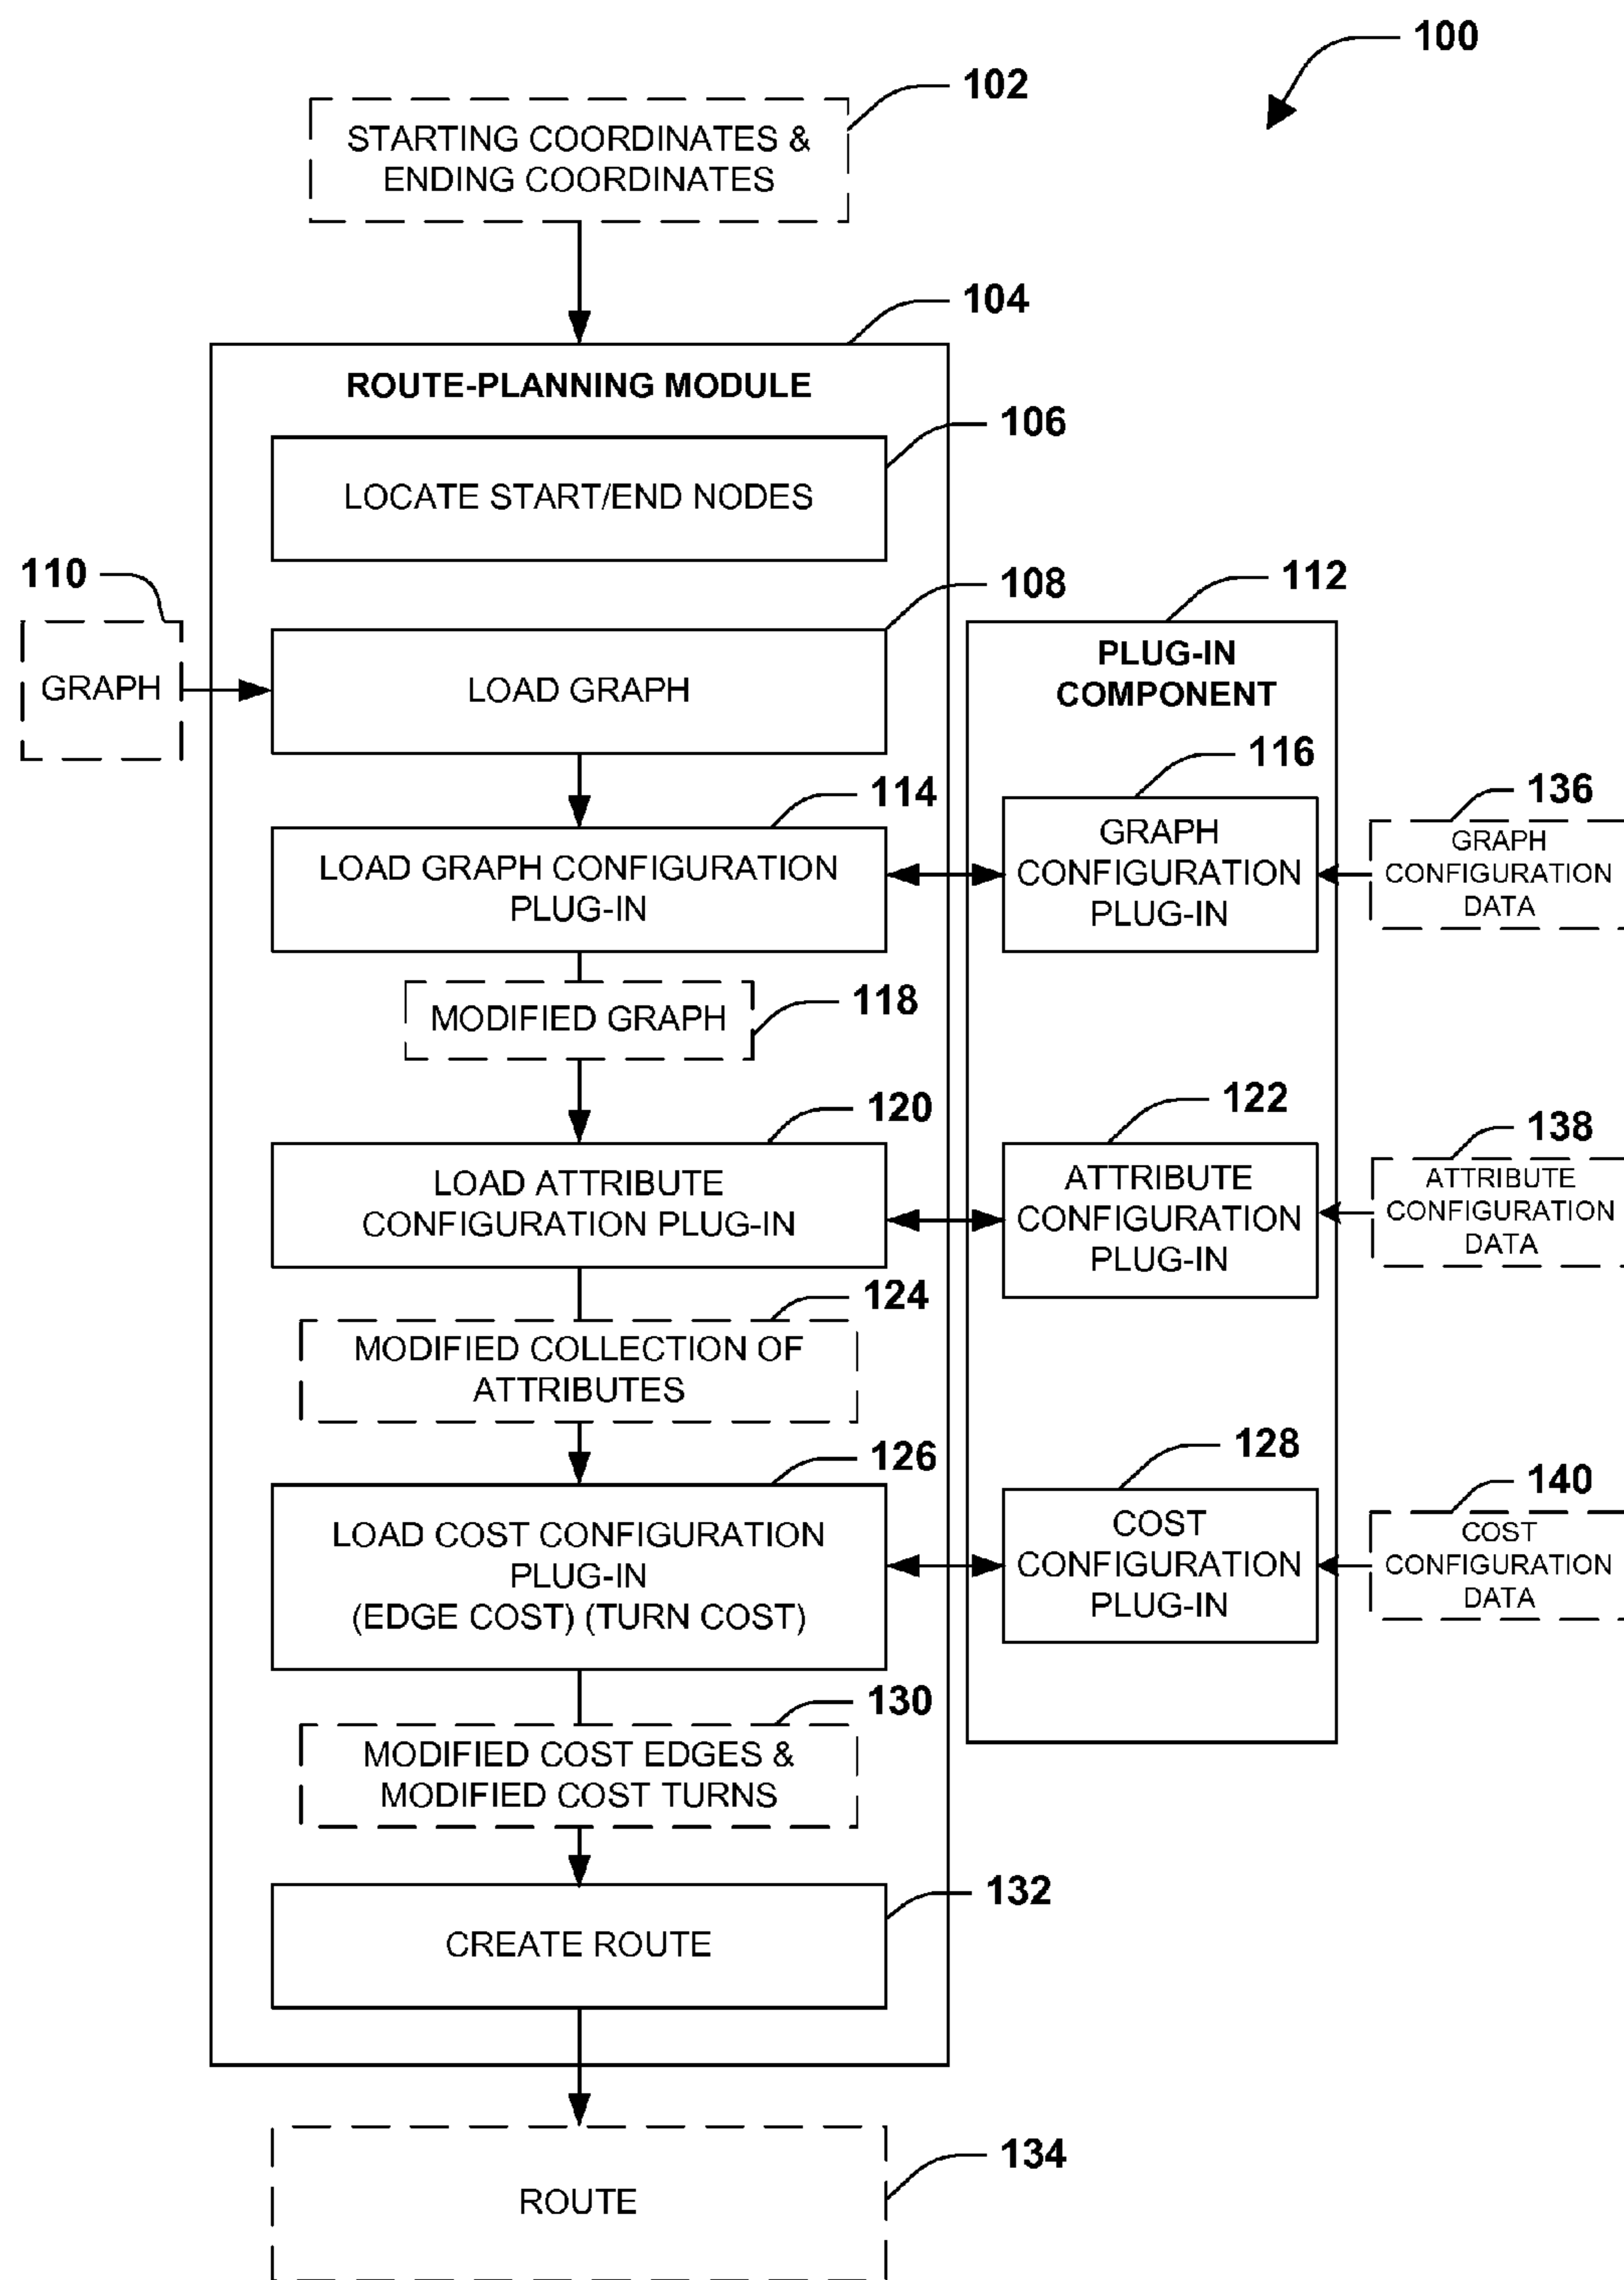 100
102
STARTING COORDINATES &
ENDING COORDINATES
104
ROUTE-PLANNING MODULE
106
LOCATE START/END NODES
110
GRAPH
108
LOAD GRAPH
112
PLUG-IN
COMPONENT
114
LOAD GRAPH CONFIGURATION
PLUG-IN
116
GRAPH
CONFIGURATION
PLUG-IN
136
GRAPH
CONFIGURATION
DATA
MODIFIED GRAPH
118
120
LOAD ATTRIBUTE
CONFIGURATION PLUG-IN
122
ATTRIBUTE
CONFIGURATION
PLUG-IN
138
ATTRIBUTE
CONFIGURATION
DATA
124
MODIFIED COLLECTION OF
ATTRIBUTES
126
LOAD COST CONFIGURATION
PLUG-IN
(EDGE COST) (TURN COST)
128
COST
CONFIGURATION
PLUG-IN
140
COST
CONFIGURATION
DATA
130
MODIFIED COST EDGES &
MODIFIED COST TURNS
132
CREATE ROUTE
134
ROUTE